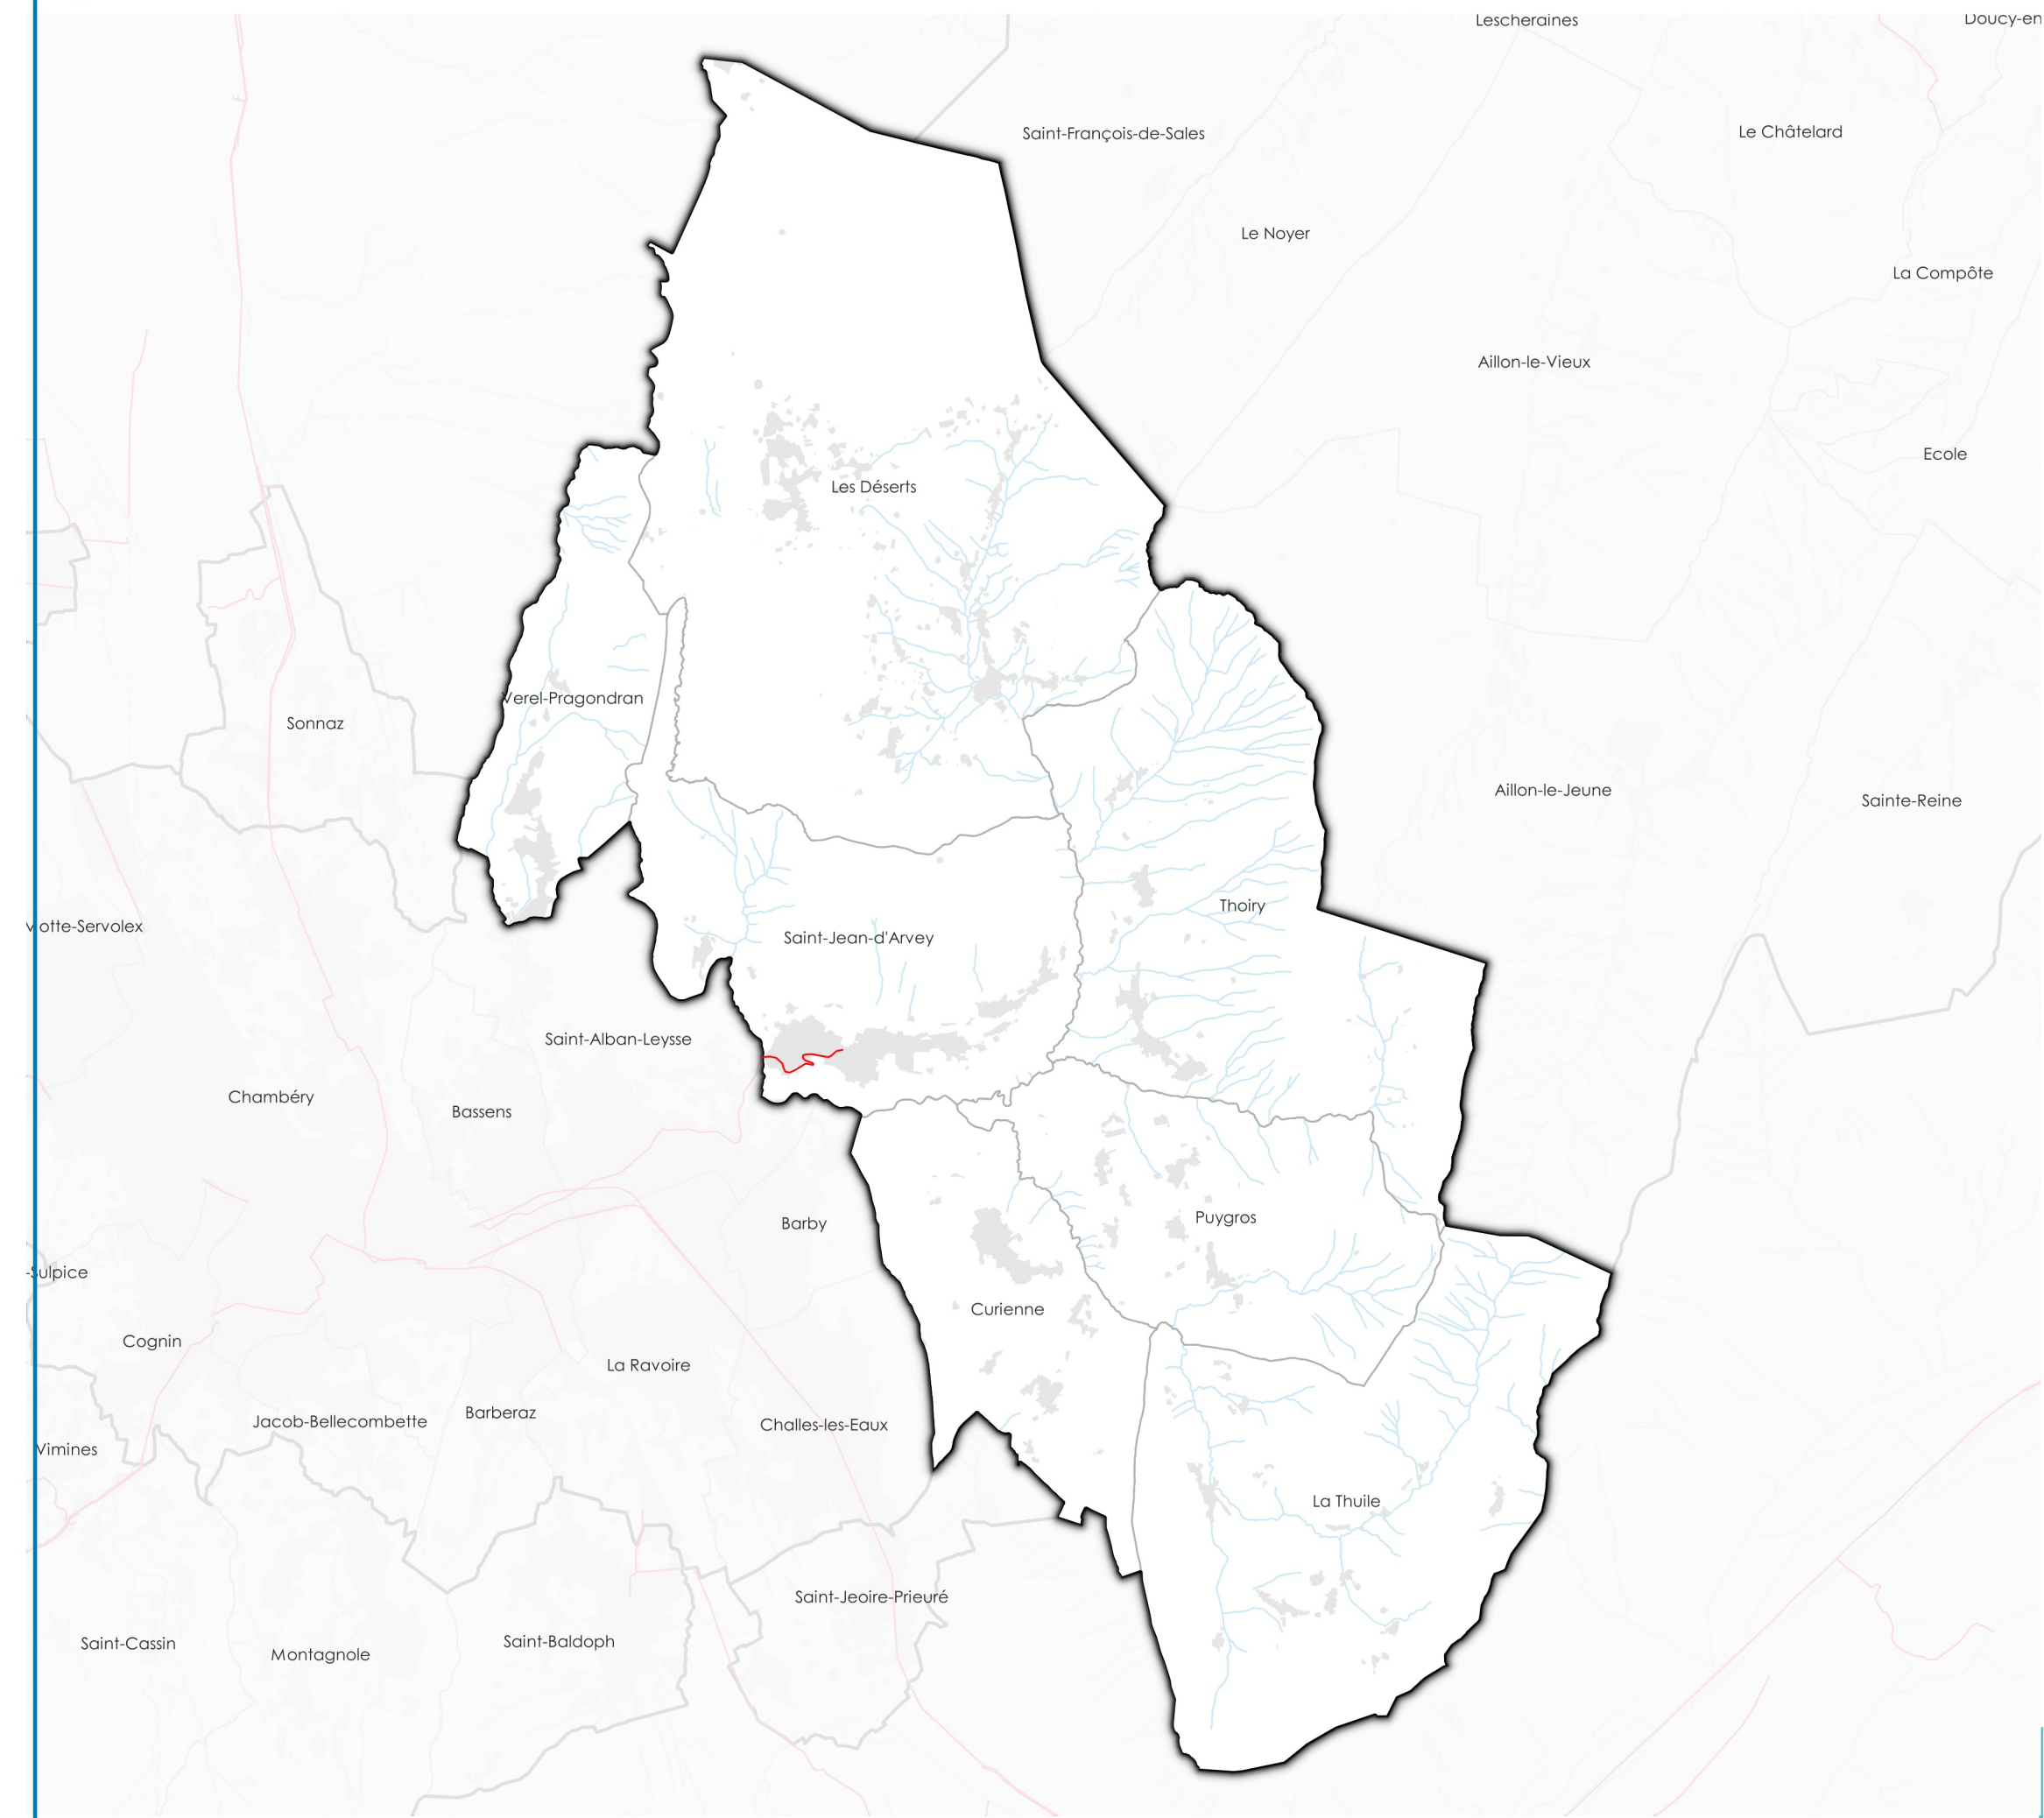 Lescheraines
Doucy-en
Saint-François-de-Sales
Le Châtelard
Le Noyer
La Compôte
Aillon-le-Vieux
Ecole
Les Déserts
Verel-Pragondran
Sonnaz
Aillon-le-Jeune
Sainte-Reine
Thoiry
otte-Servolex
Saint-Jean-d'Arvey
Saint-Alban-Leysse
Chambéry
Bassens
Puygros
Barby
-Sulpice
Curienne
Cognin
La Ravoire
Barberaz
Jacob-Bellecombette
Challes-les-Eaux
Vimines
La Thuile
Saint-Jeoire-Prieuré
Saint-Baldoph
Saint-Cassin
Montagnole